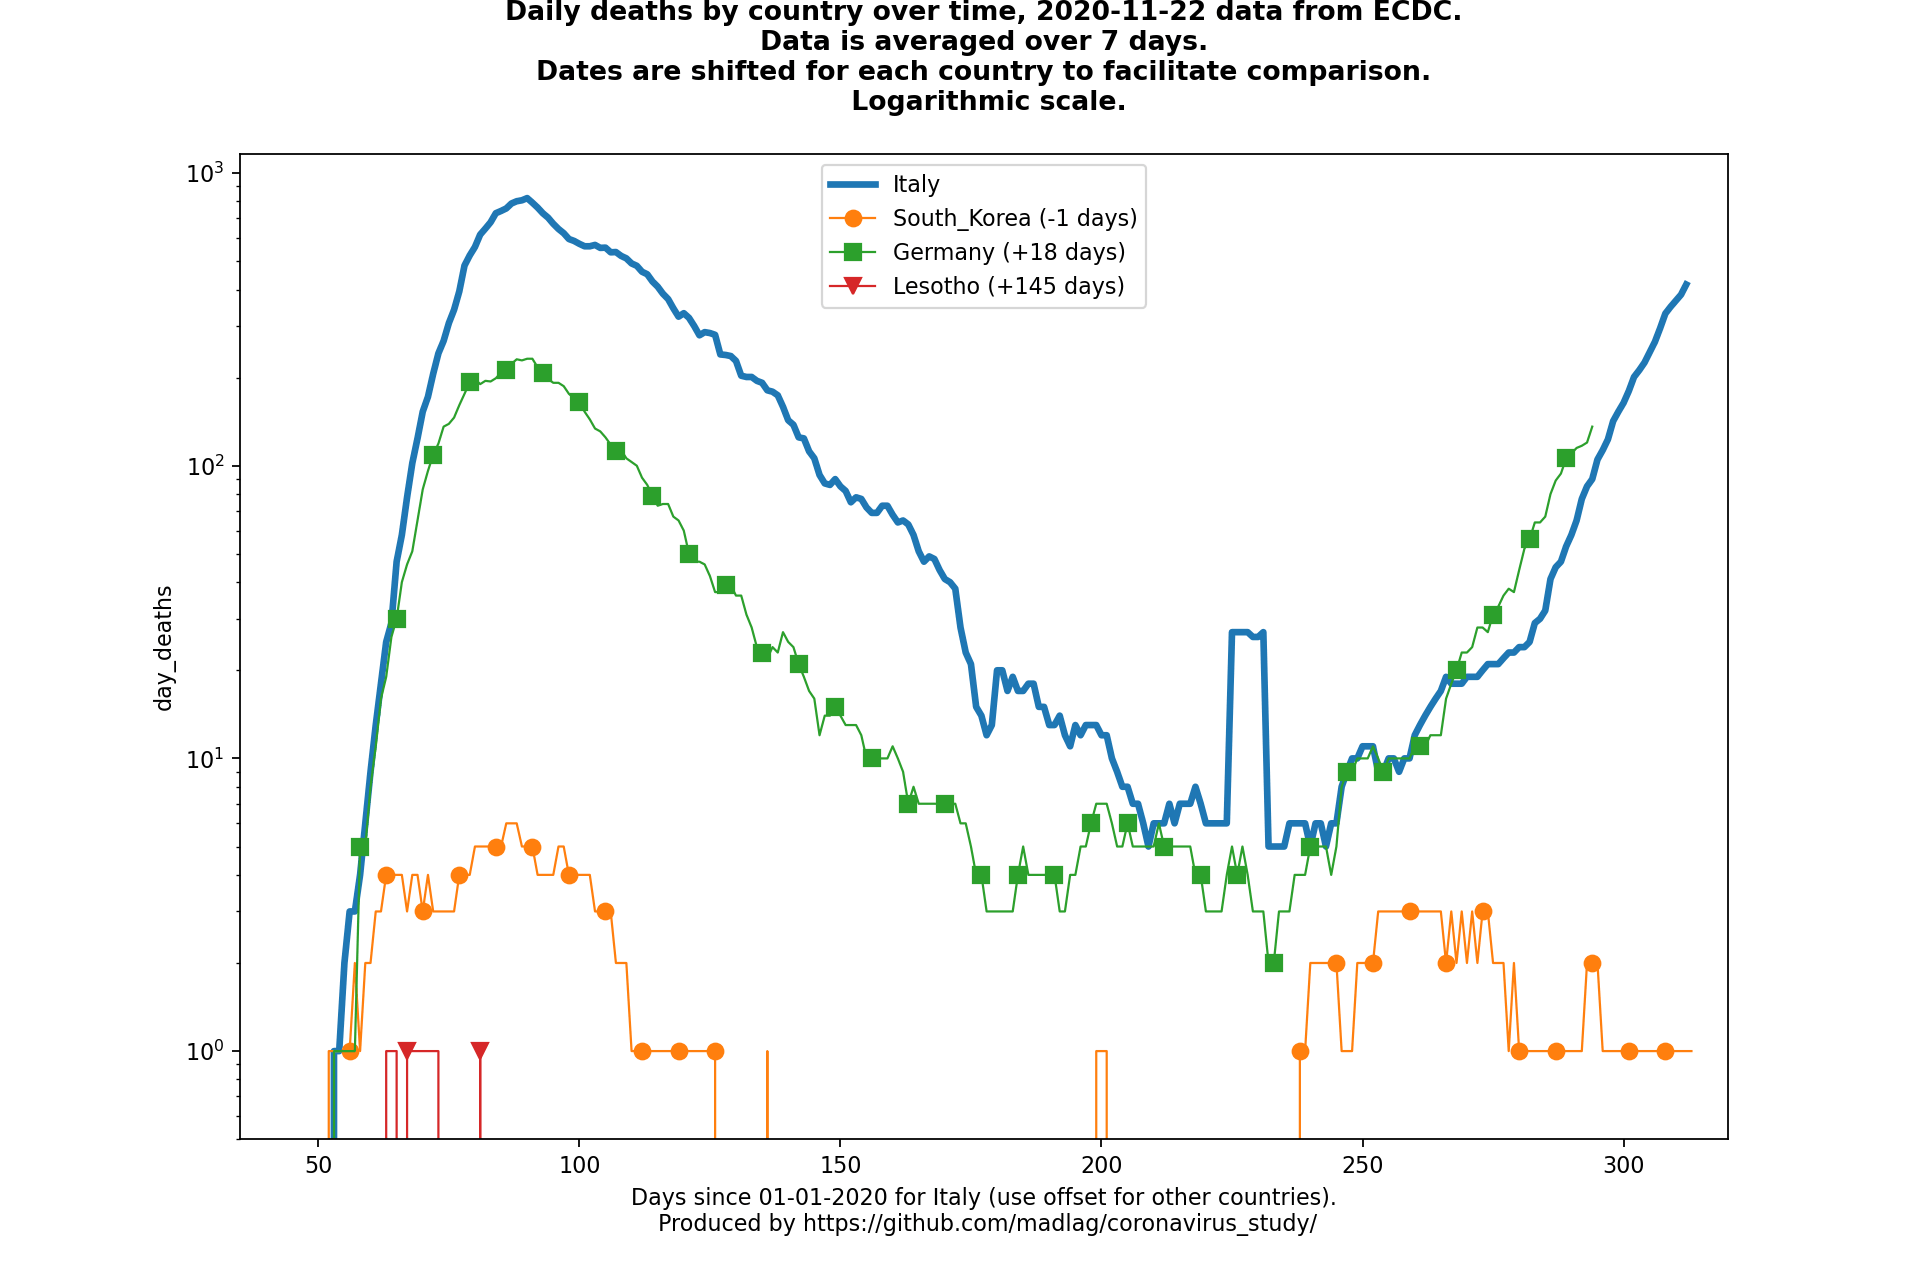 Daily deaths by country over time, 2020-11-22 data from ECDC.
Data is averaged over 7 days.
Dates are shifted for each country to facilitate comparison.
Logarithmic scale.
10³
10²
10¹
10⁰
day_deaths
Italy
South_Korea (-1 days)
Germany (+18 days)
Lesotho (+145 days)
50 100 150 200 250 300
Days since 01-01-2020 for Italy (use offset for other countries).
Produced by https://github.com/madlag/coronavirus_study/